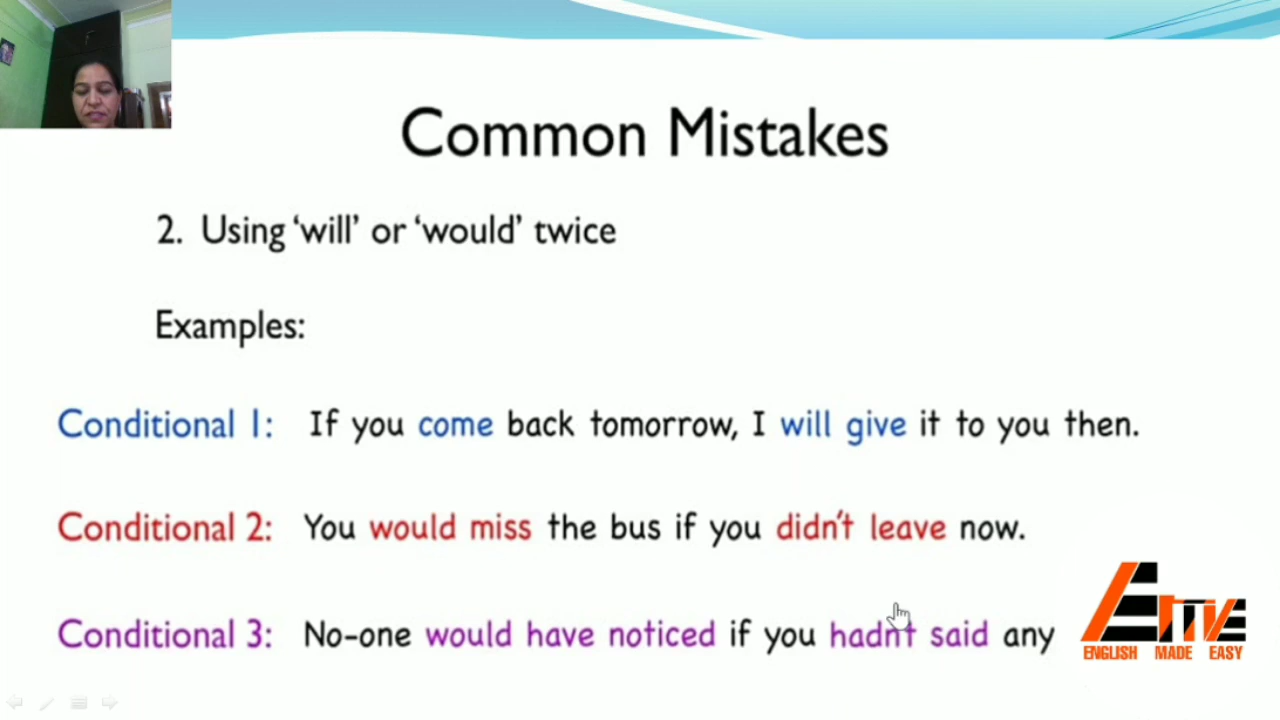 Common Mistakes
2. Using ‘will’ or ‘would’ twice
Examples:
Conditional 1: If you come back tomorrow, I will give it to you then.
Conditional 2: You would miss the bus if you didn’t leave now.
Conditional 3: No-one would have noticed if you hadn’t said any
EME
ENGLISH MADE EASY